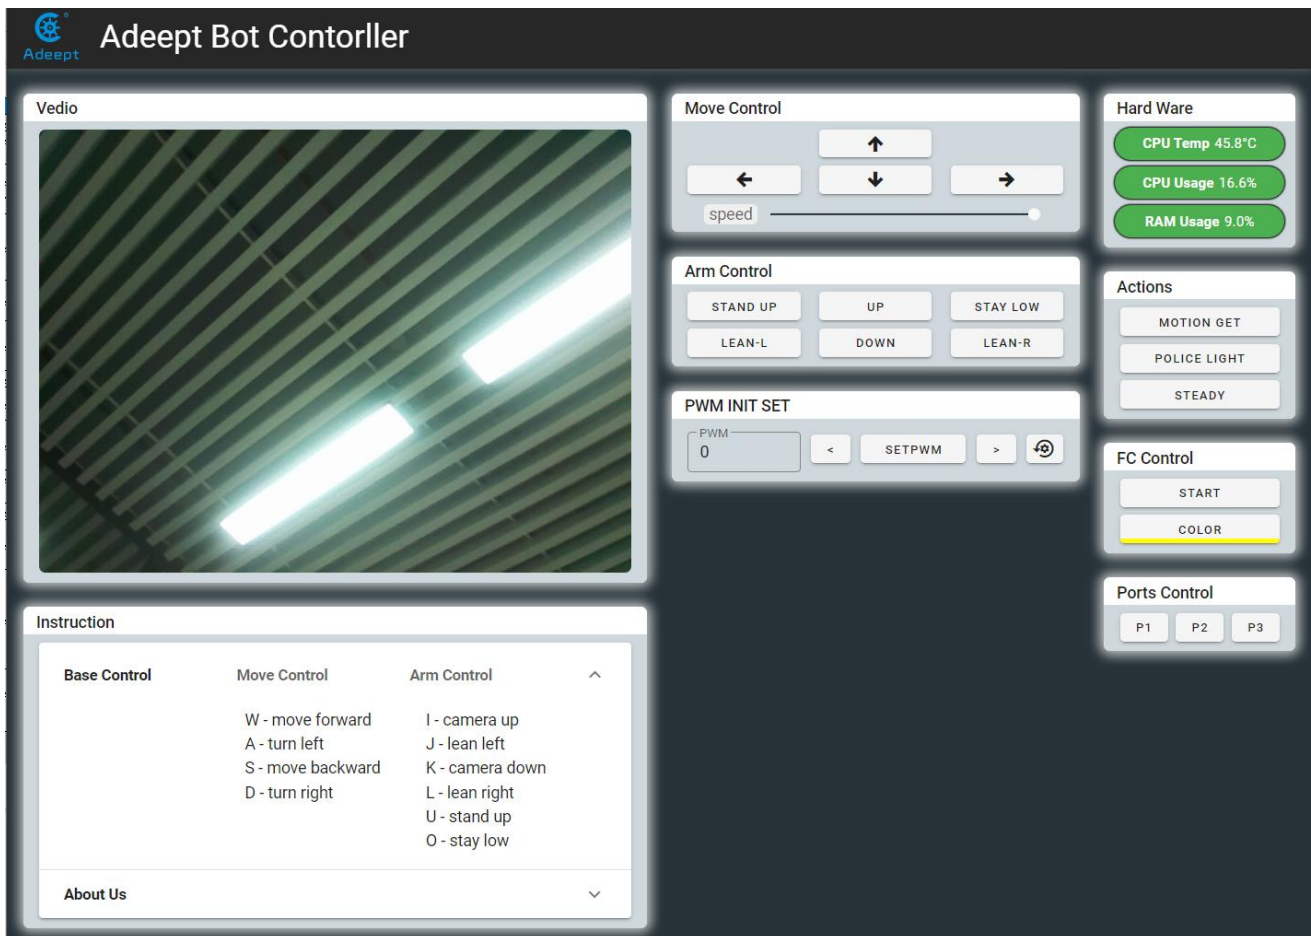 Adeept
Adeept Bot Contorller
Vedio
Instruction
Base Control
Move Control
Arm Control
W - move forward
A - turn left
S - move backward
D - turn right
I - camera up
J - lean left
K - camera down
L - lean right
U - stand up
O - stay low
About Us
Move Control
speed
Arm Control
STAND UP
UP
STAY LOW
LEAN-L
DOWN
LEAN-R
PWM INIT SET
PWM
0
<
SETPWM
>
Hard Ware
CPU Temp 45.8°C
CPU Usage 16.6%
RAM Usage 9.0%
Actions
MOTION GET
POLICE LIGHT
STEADY
FC Control
START
COLOR
Ports Control
P1
P2
P3